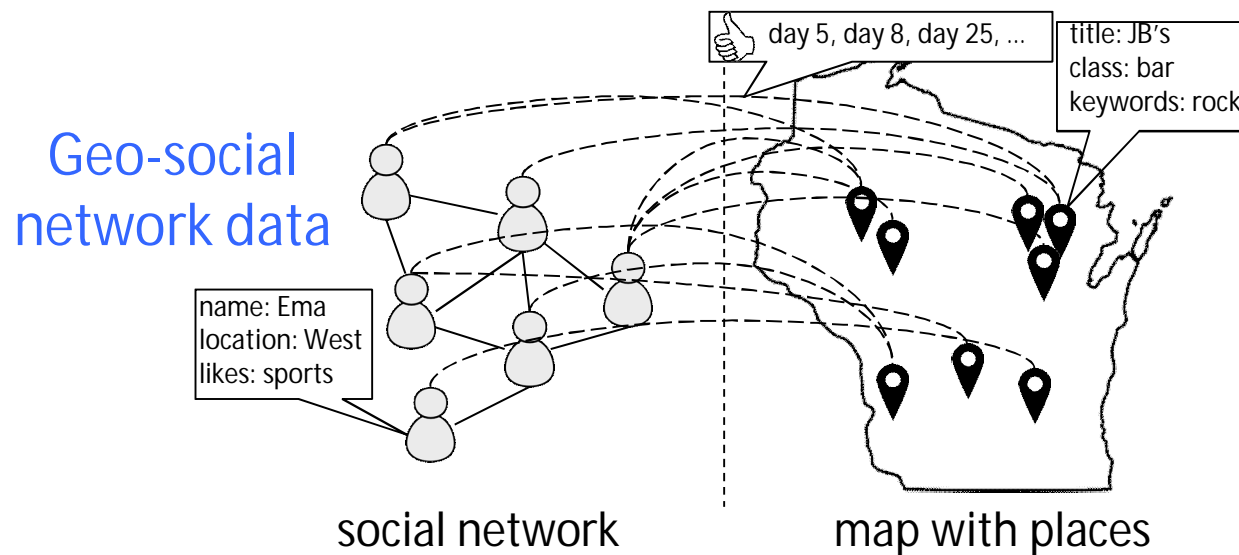 day 5, day 8, day 25, ...
title: JB's
class: bar
keywords: rock
Geo-social
network data
name: Ema
location: West
likes: sports
social network
map with places